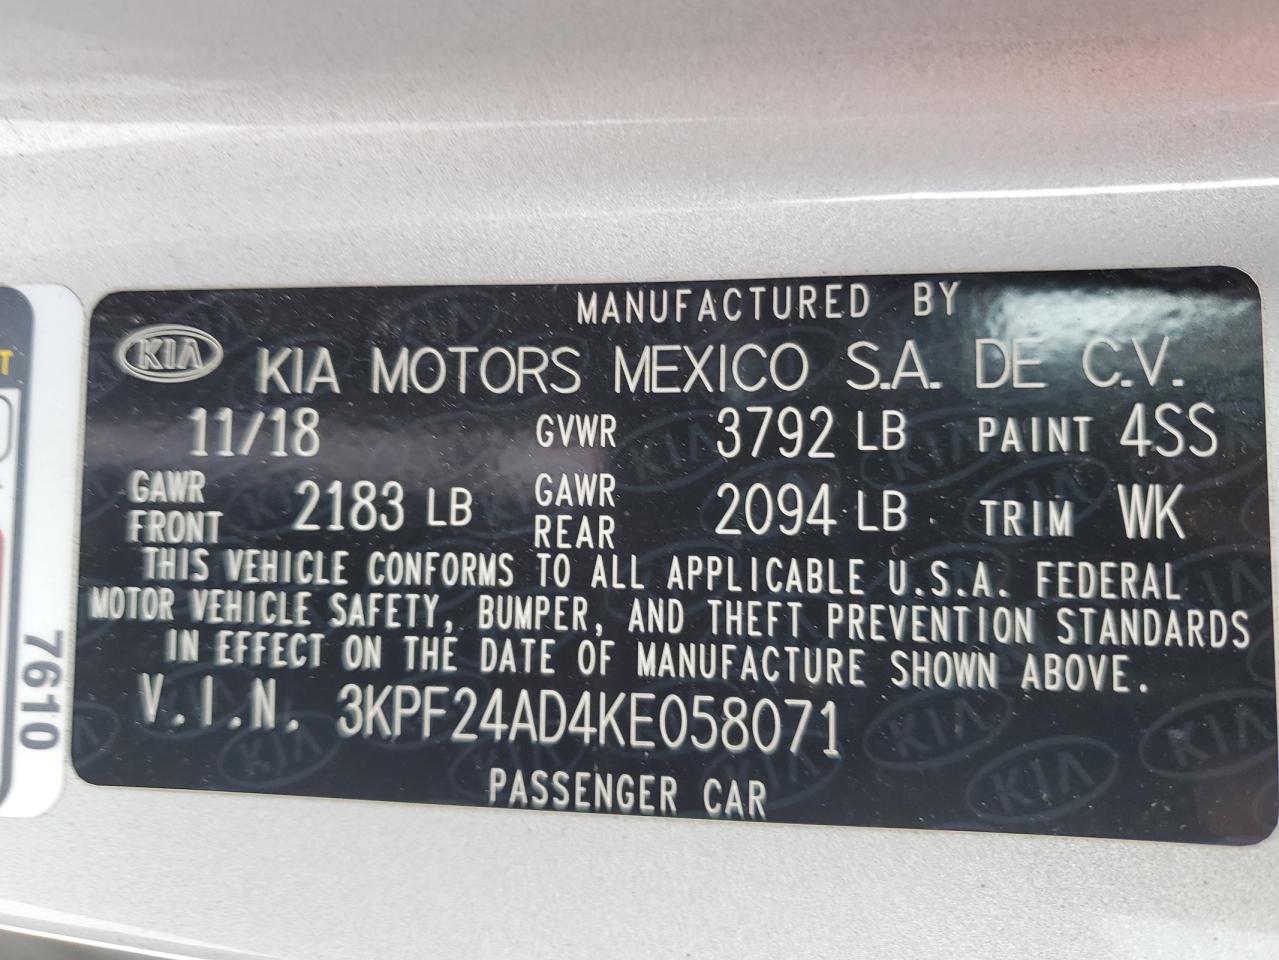 MANUFACTURED BY
KIA KIA MOTORS MEXICO S.A. DE C.V.
11/18 GVWR 3792 LB PAINT 4SS
GAWR FRONT 2183 LB GAWR REAR 2094 LB TRIM WK
THIS VEHICLE CONFORMS TO ALL APPLICABLE U.S.A. FEDERAL
MOTOR VEHICLE SAFETY, BUMPER, AND THEFT PREVENTION STANDARDS
IN EFFECT ON THE DATE OF MANUFACTURE SHOWN ABOVE.
V.I.N. 3KPF24AD4KE058071
PASSENGER CAR
7610